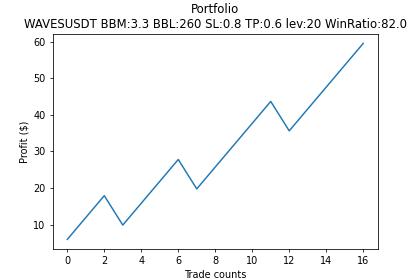 Portfolio
WAVESUSDT BBM:3.3 BBL:260 SL:0.8 TP:0.6 lev:20 WinRatio:82.0
60
50
40
30
20
10
Profit ($)
0 2 4 6 8 10 12 14 16
Trade counts